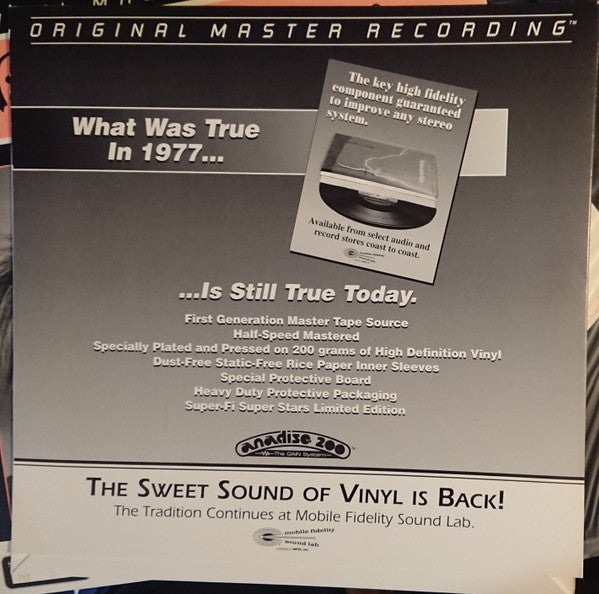 ORIGINAL MASTER RECORDING™
The key high fidelity
component guaranteed
to improve any stereo
system.
What Was True
In 1977...
Available from select audio and
record stores coast to coast.
...Is Still True Today.
First Generation Master Tape Source
Half-Speed Mastered
Specially Plated and Pressed on 200 grams of High Definition Vinyl
Dust-Free Static-Free Rice Paper Inner Sleeves
Special Protective Board
Heavy Duty Protective Packaging
Super-Fi Super Stars Limited Edition
anadisc 200™
The GAIN System™
THE SWEET SOUND OF VINYL IS BACK!
The Tradition Continues at Mobile Fidelity Sound Lab.
mobile fidelity
sound lab